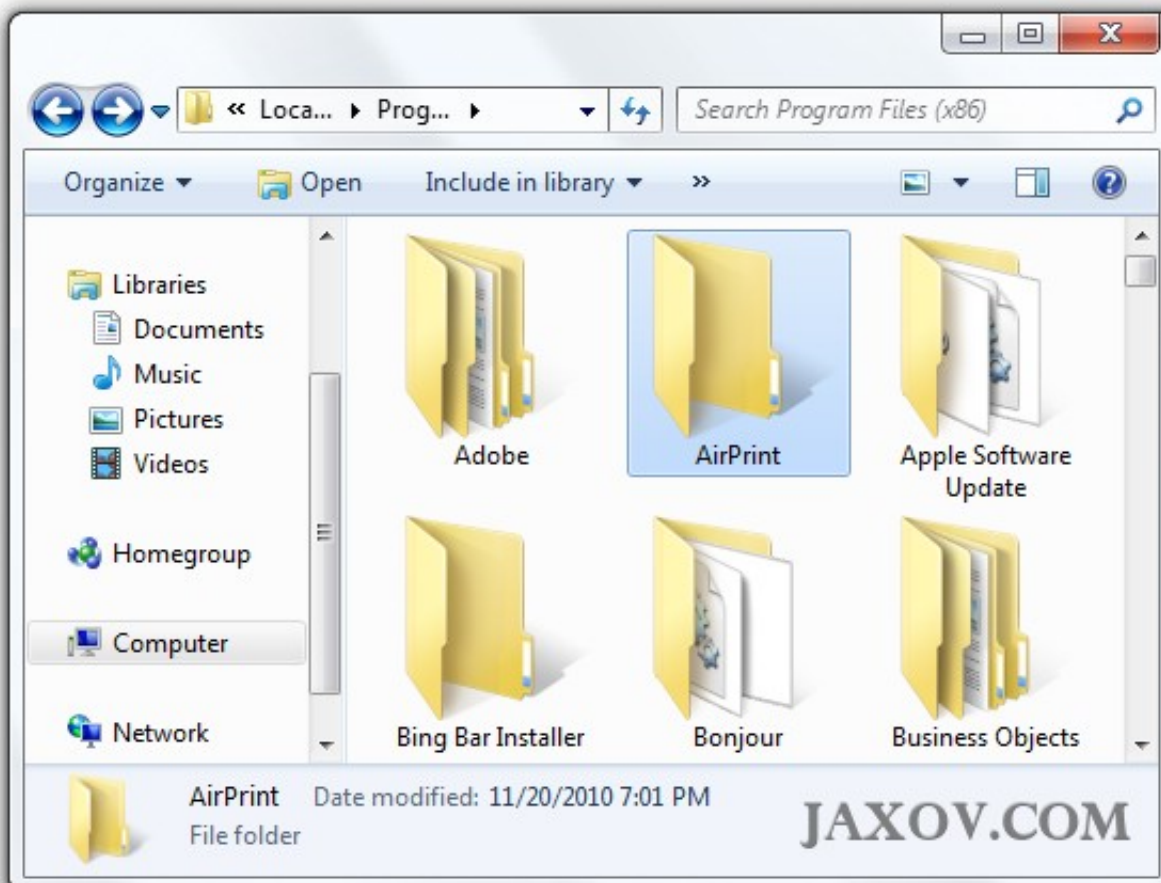 « Loca... Prog...
Search Program Files (x86)
Organize
Open
Include in library
»
Libraries
Documents
Music
Pictures
Videos
Homegroup
Computer
Network
Adobe
AirPrint
Apple Software
Update
Bing Bar Installer
Bonjour
Business Objects
AirPrint Date modified: 11/20/2010 7:01 PM
File folder
JAXOV.COM